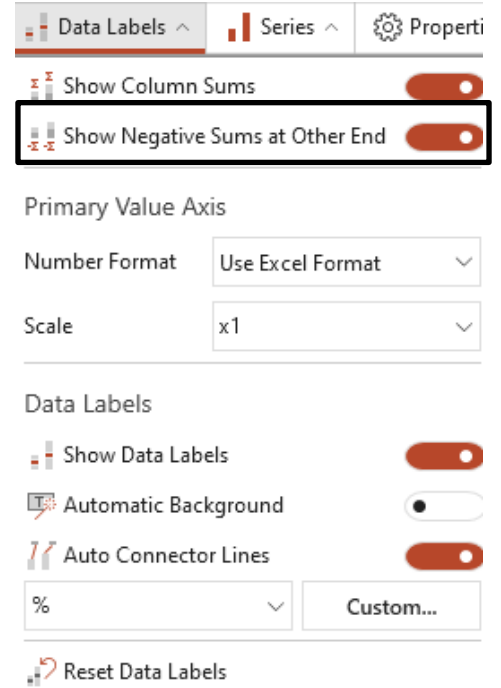 Data Labels Series Properti
Show Column Sums
Show Negative Sums at Other End
Primary Value Axis
Number Format Use Excel Format
Scale x1
Data Labels
Show Data Labels
Automatic Background
Auto Connector Lines
% Custom...
Reset Data Labels